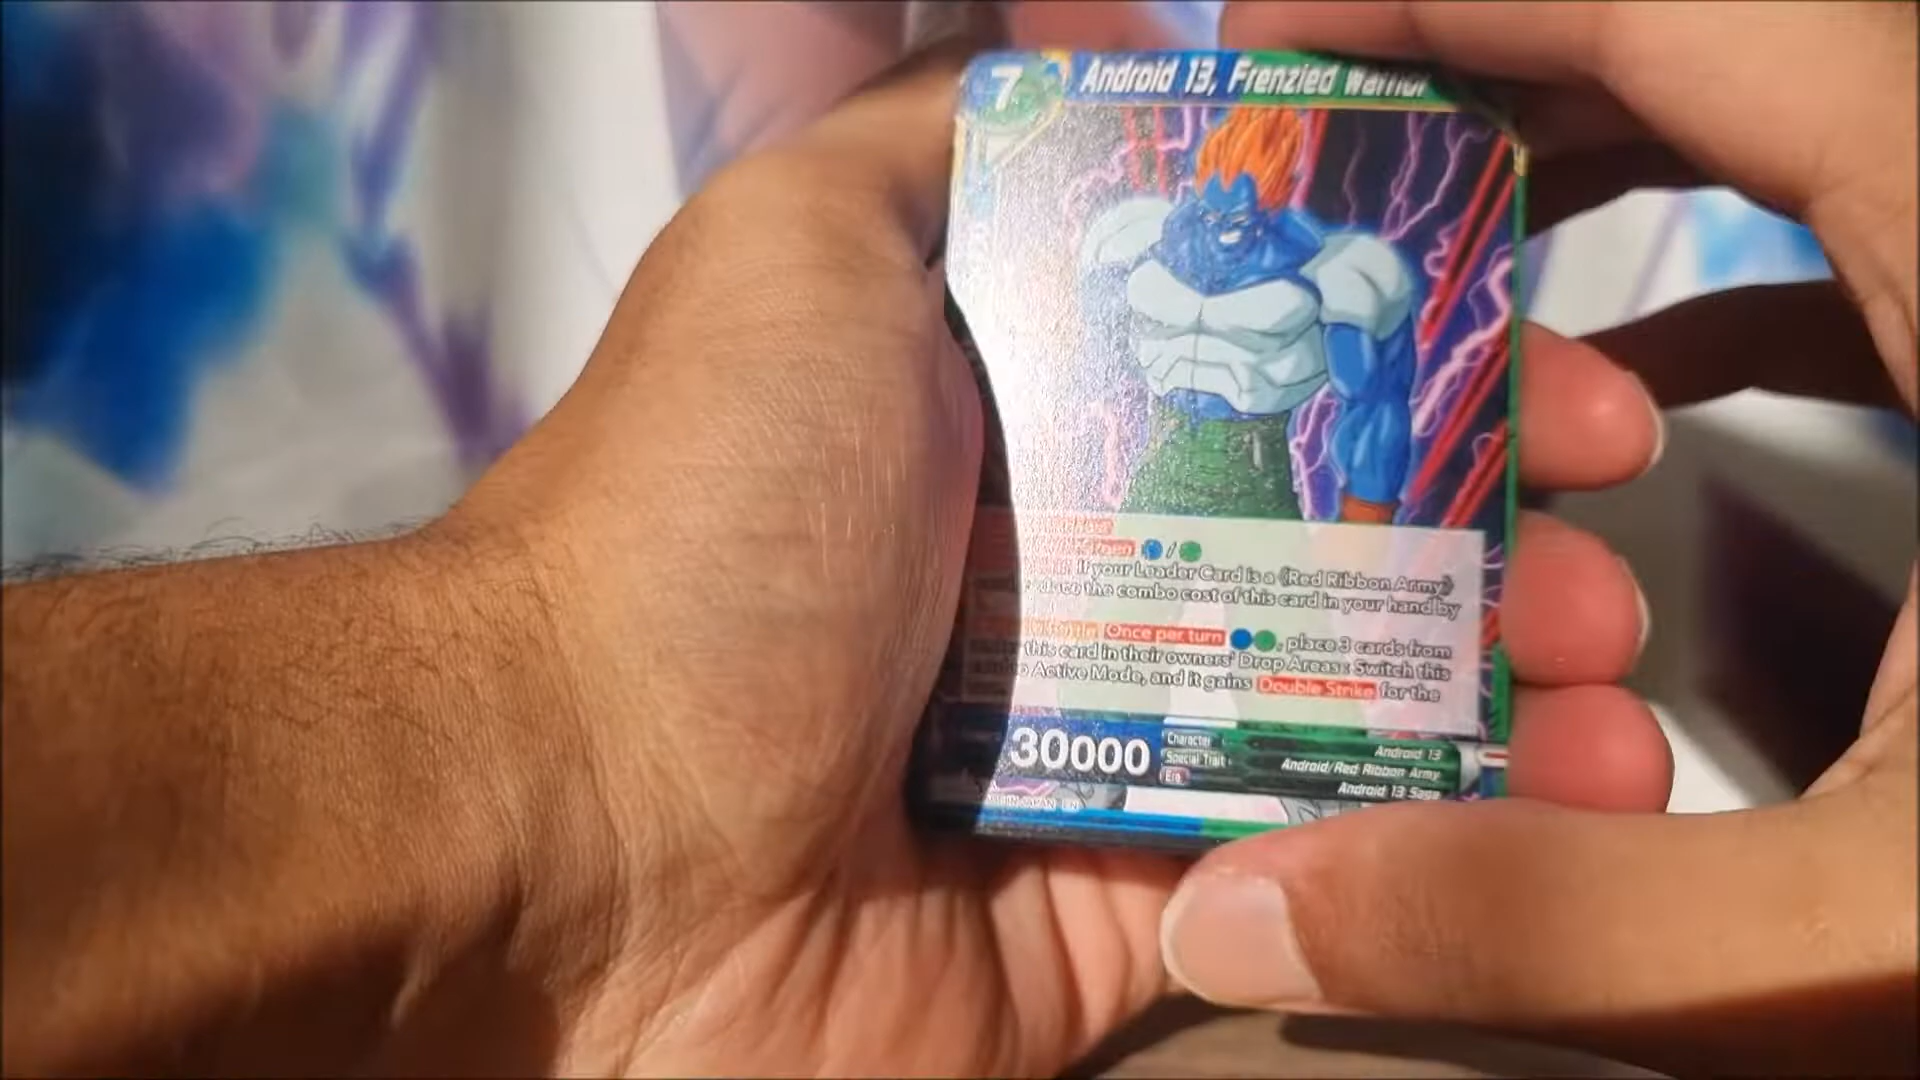 7 Android 13, Frenzied Warrior
If your Leader Card is a 《Red Ribbon Army》
the combo cost of this card in your hand by
Once per turn , place 3 cards from
this card in their owners' Drop Areas : Switch this
Active Mode, and it gains Double Strike for the
30000
Character Android 13
Special Trait Android/Red Ribbon Army
Era Android 13 Saga
JAPAN EN